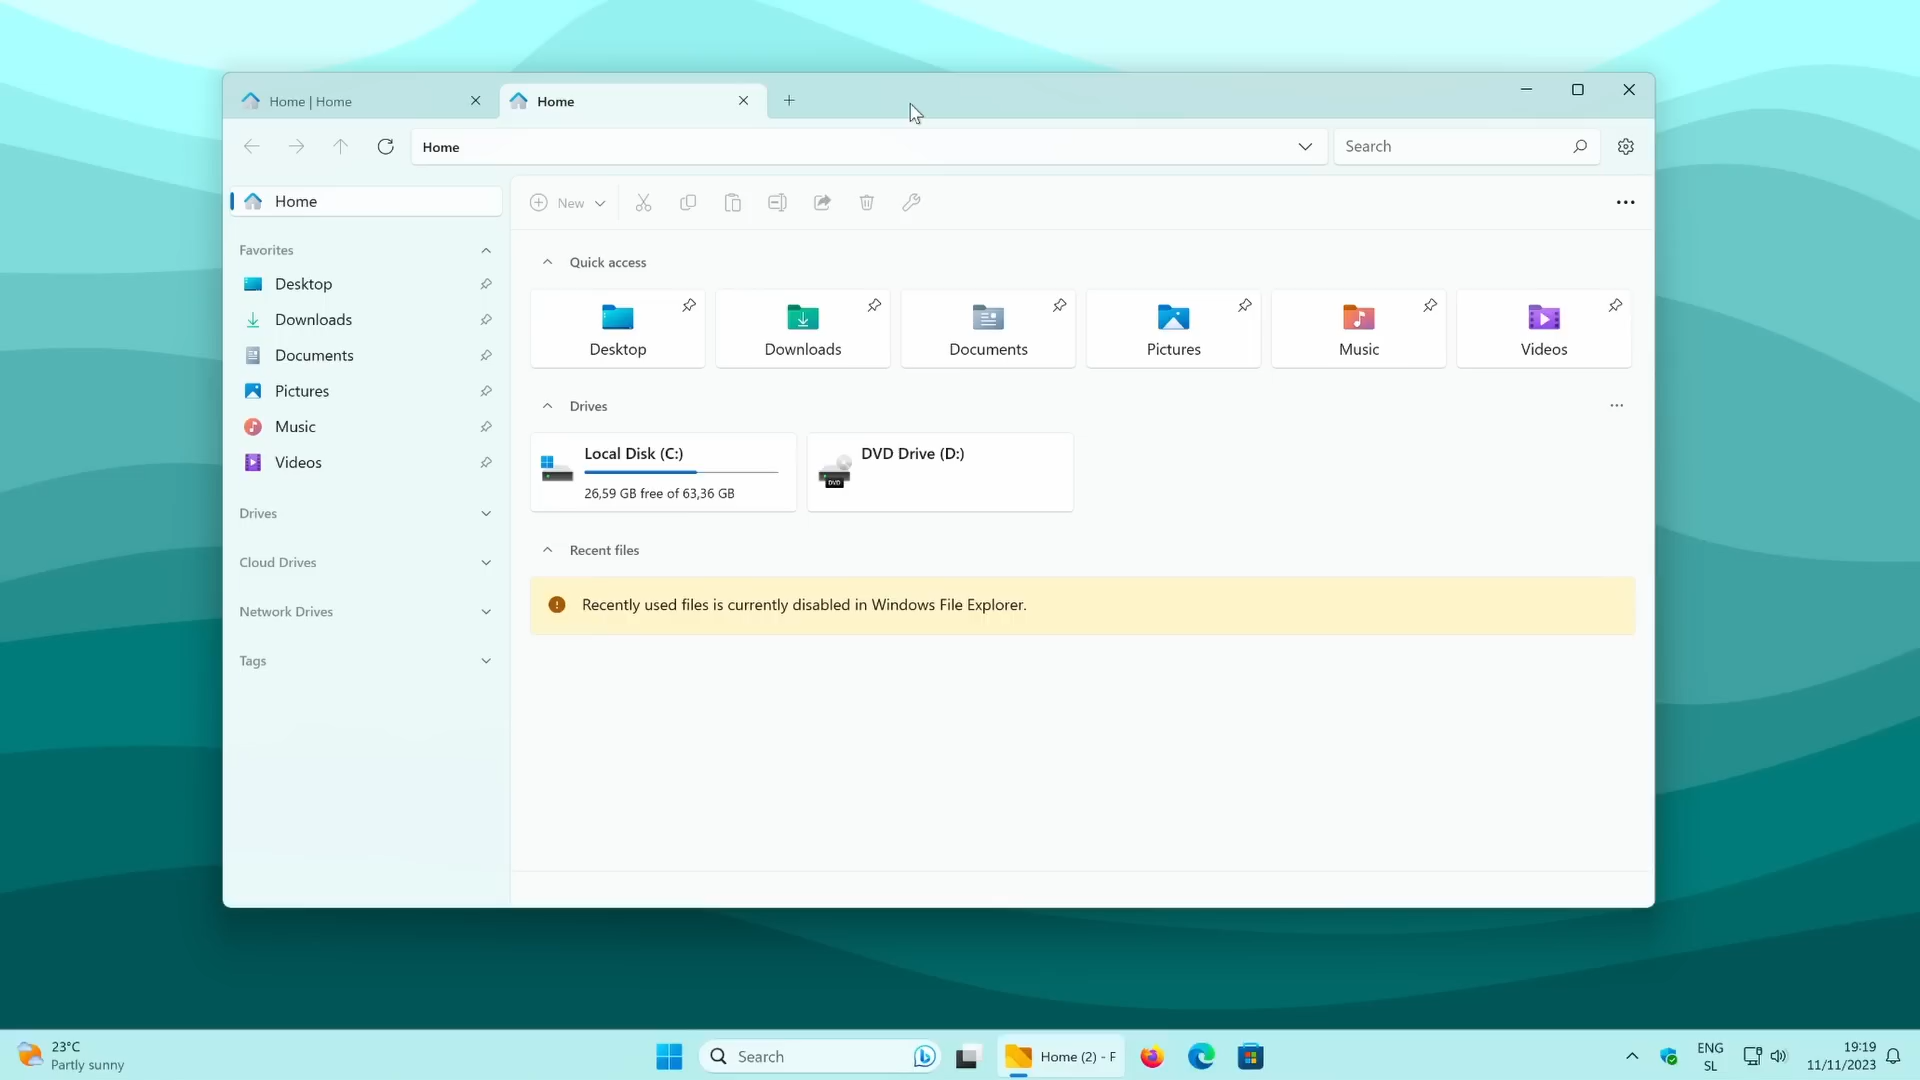 Home | Home
Home
Home
Search
Home
New
Favorites
Desktop
Downloads
Documents
Pictures
Music
Videos
Drives
Cloud Drives
Network Drives
Tags
Quick access
Desktop
Downloads
Documents
Pictures
Music
Videos
Drives
Local Disk (C:)
26,59 GB free of 63,36 GB
DVD Drive (D:)
DVD
Recent files
Recently used files is currently disabled in Windows File Explorer.
23°C
Partly sunny
Search
Home (2) - F
ENG
SL
19:19
11/11/2023